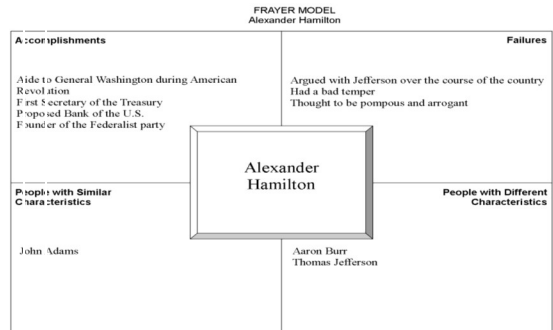 FRAYER MODEL
Alexander Hamilton
Accomplishments
Failures
Aide to General Washington during American
Revolution
First Secretary of the Treasury
Proposed Bank of the U.S.
Founder of the Federalist party
Argued with Jefferson over the course of the country
Had a bad temper
Thought to be pompous and arrogant
Alexander
Hamilton
People with Similar
Characteristics
People with Different
Characteristics
John Adams
Aaron Burr
Thomas Jefferson